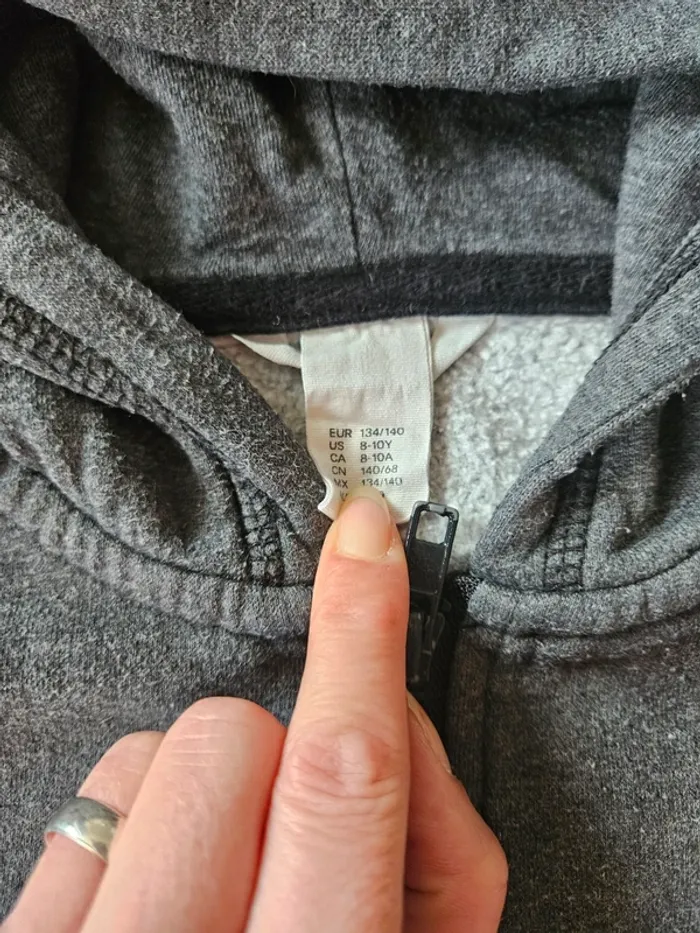 EUR 134/140
US 8-10Y
CA 8-10A
CN 140/68
MX 134/140